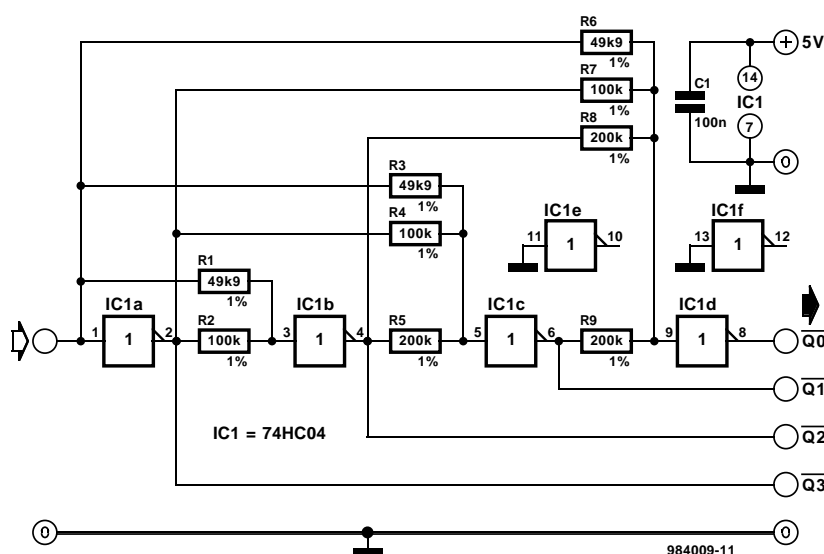 R6
49k9
1%
R7
100k
1%
R8
200k
1%
5V
C1
100n
14
IC1
7
0
R3
49k9
1%
R4
100k
1%
IC1e
11
1
10
IC1f
13
1
12
R1
49k9
1%
IC1a
1
1
2
R2
100k
1%
IC1b
3
1
4
R5
200k
1%
IC1c
5
1
6
R9
200k
1%
IC1d
9
1
8
Q0
Q1
Q2
Q3
IC1 = 74HC04
0
0
984009-11